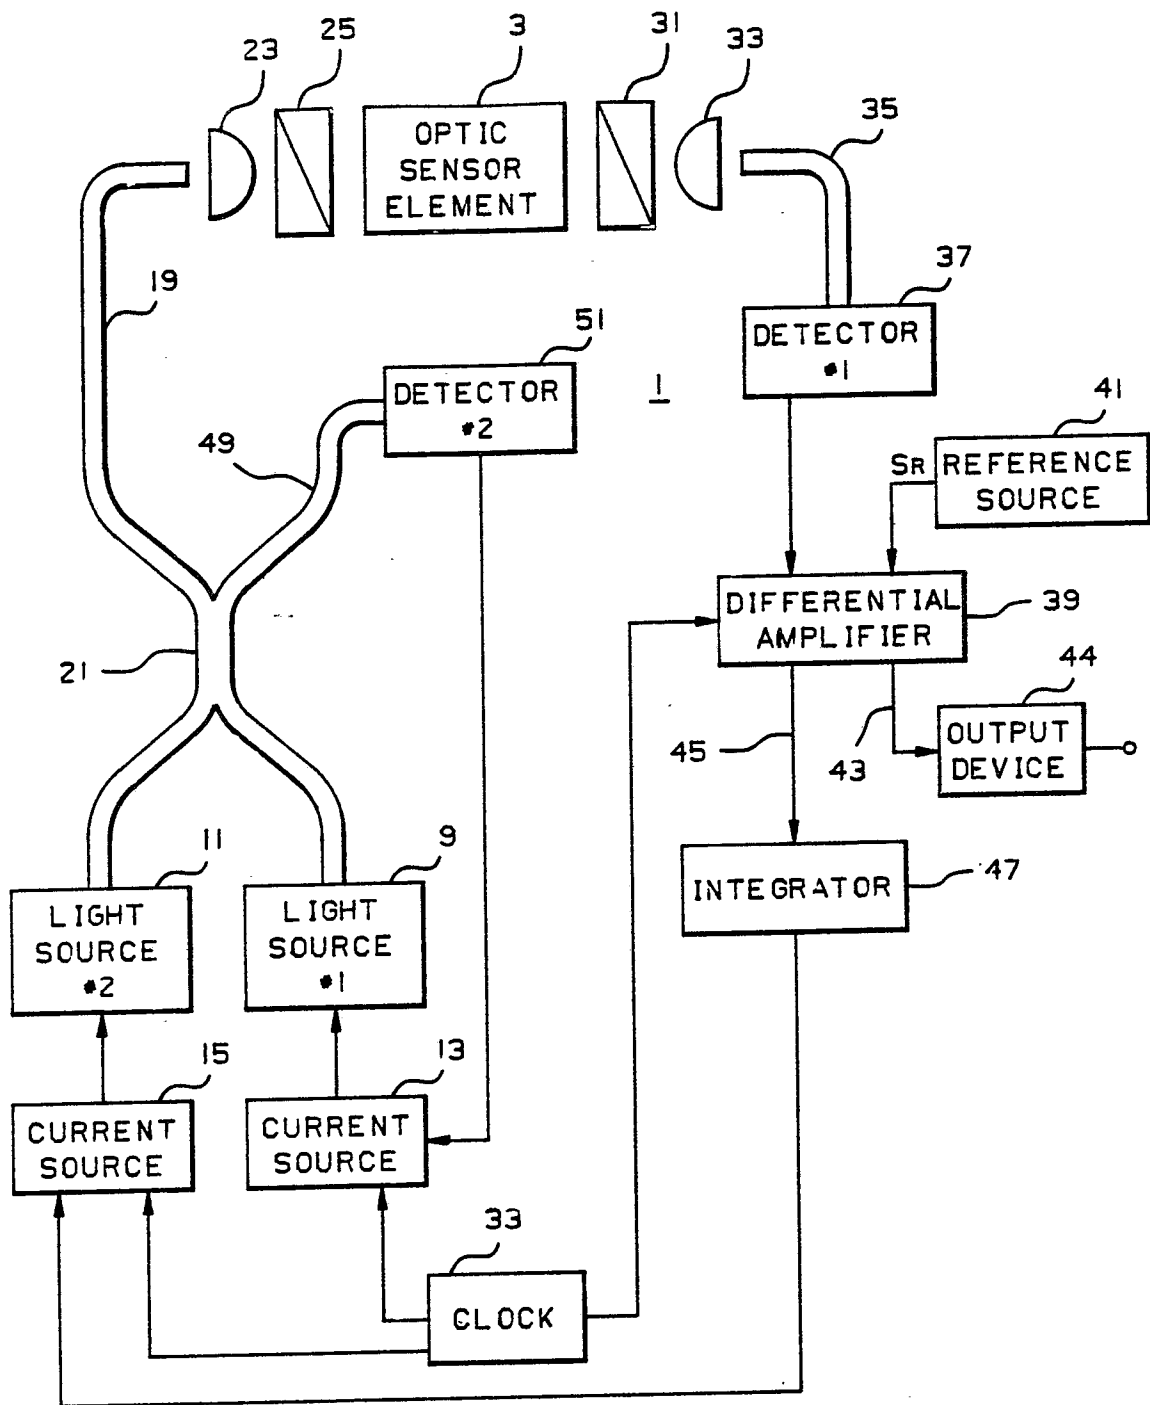 23
25
3
31
33
35
OPTIC
SENSOR
ELEMENT
19
37
DETECTOR
#1
51
DETECTOR
#2
1
41
SR
REFERENCE
SOURCE
49
DIFFERENTIAL
AMPLIFIER
39
21
45
43
44
OUTPUT
DEVICE
11
9
LIGHT
SOURCE
#2
LIGHT
SOURCE
#1
INTEGRATOR
47
15
13
CURRENT
SOURCE
CURRENT
SOURCE
33
CLOCK